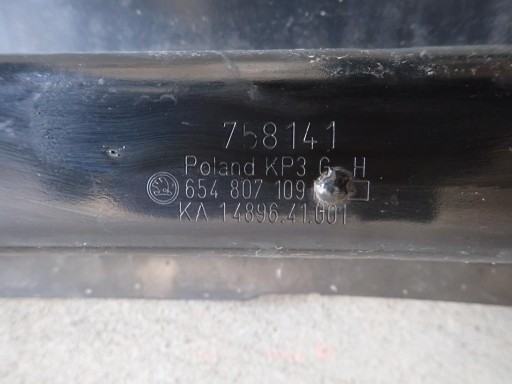 758141
Poland KP3 G H
654 807 109
KA 14896.41.001